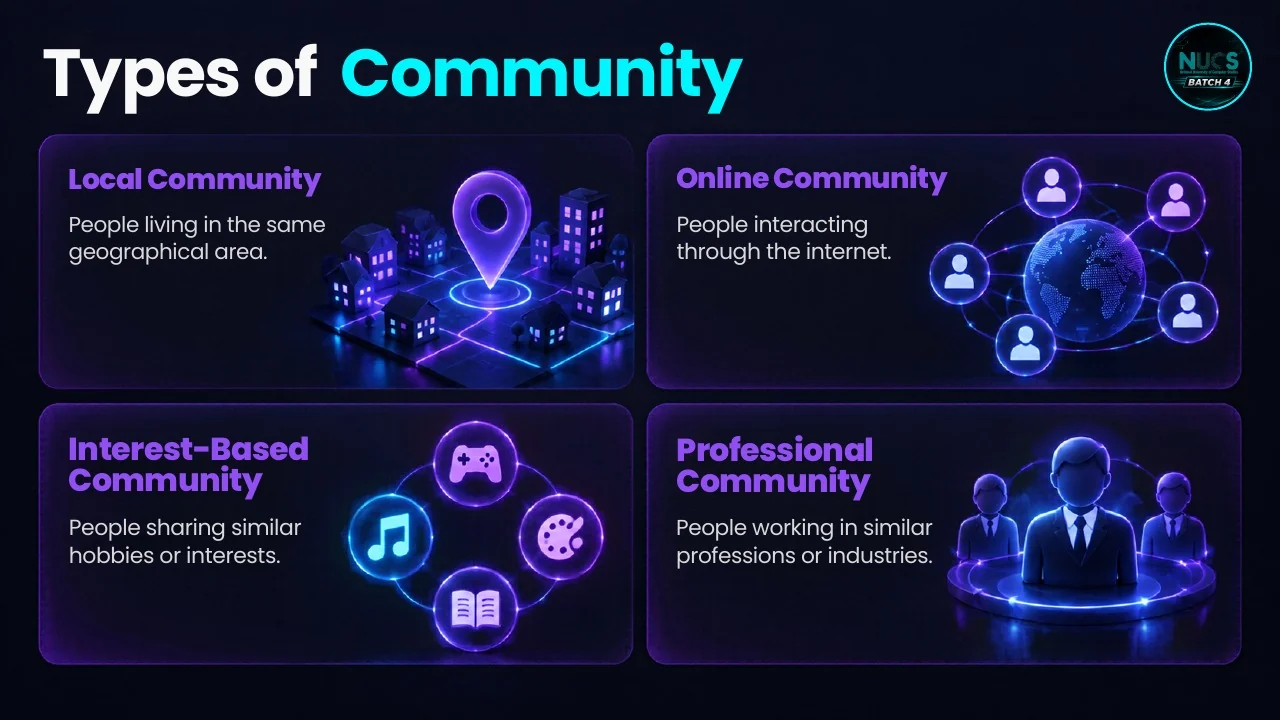 Types of Community
NUCS
BATCH 4
Local Community
People living in the same
geographical area.
Online Community
People interacting
through the internet.
Interest-Based
Community
People sharing similar
hobbies or interests.
Professional
Community
People working in similar
professions or industries.